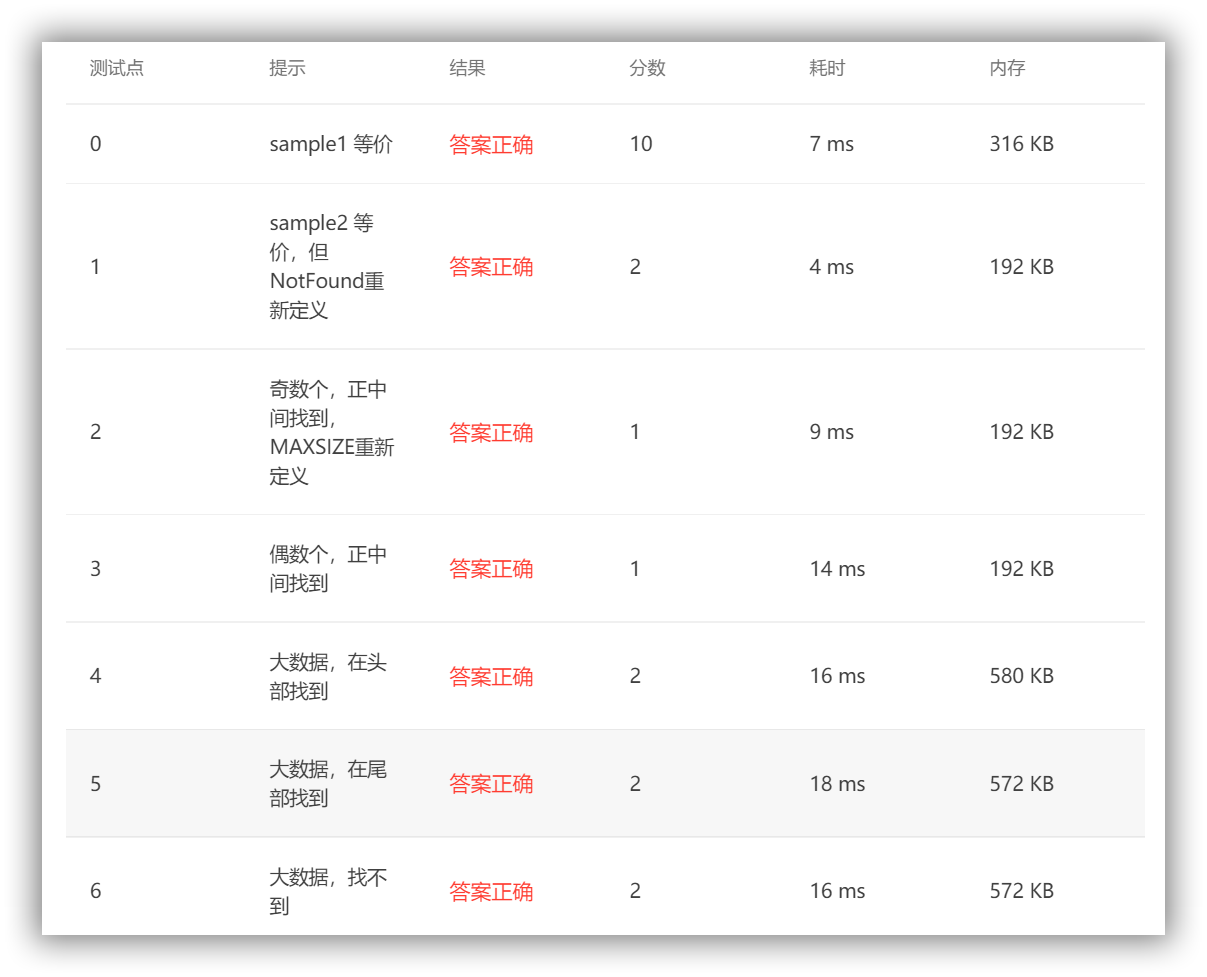 测试点 提示 结果 分数 耗时 内存
0 sample1 等价 答案正确 10 7 ms 316 KB
sample2 等
价，但
1 NotFound重 答案正确 2 4 ms 192 KB
新定义
奇数个，正中
间找到，
2 MAXSIZE重新 答案正确 1 9 ms 192 KB
定义
偶数个，正中
3 间找到 答案正确 1 14 ms 192 KB
大数据，在头
4 部找到 答案正确 2 16 ms 580 KB
大数据，在尾
5 部找到 答案正确 2 18 ms 572 KB
大数据，找不
6 到 答案正确 2 16 ms 572 KB